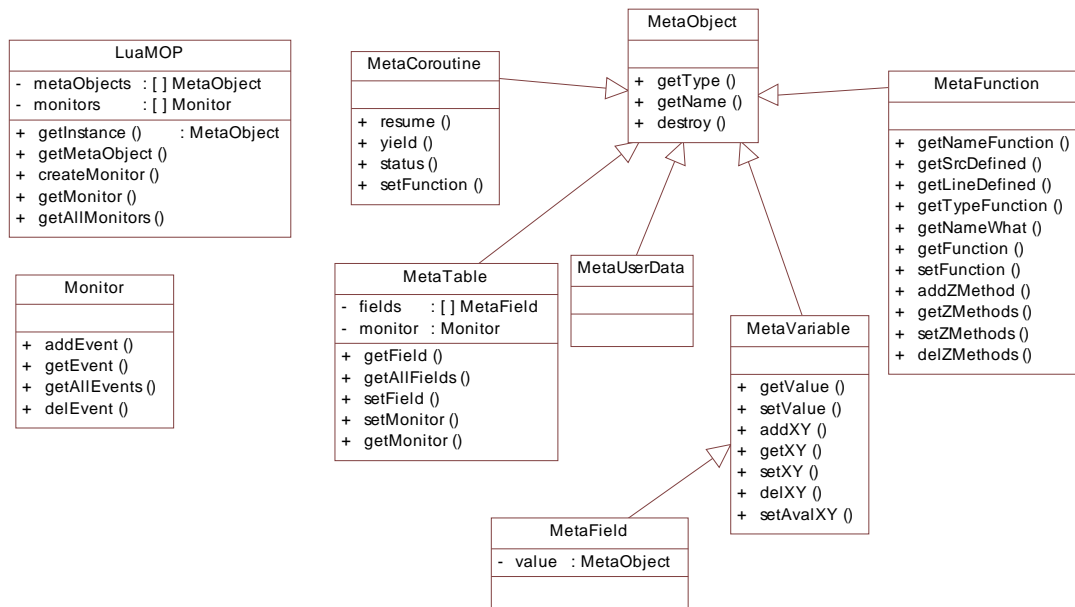 LuaMOP
- metaObjects : [ ] MetaObject
- monitors : [ ] Monitor
+ getInstance () : MetaObject
+ getMetaObject ()
+ createMonitor ()
+ getMonitor ()
+ getAllMonitors ()
Monitor
+ addEvent ()
+ getEvent ()
+ getAllEvents ()
+ delEvent ()
MetaCoroutine
+ resume ()
+ yield ()
+ status ()
+ setFunction ()
MetaObject
+ getType ()
+ getName ()
+ destroy ()
MetaFunction
+ getNameFunction ()
+ getSrcDefined ()
+ getLineDefined ()
+ getTypeFunction ()
+ getNameWhat ()
+ getFunction ()
+ setFunction ()
+ addZMethod ()
+ getZMethods ()
+ setZMethods ()
+ delZMethods ()
MetaTable
- fields : [ ] MetaField
- monitor : Monitor
+ getField ()
+ getAllFields ()
+ setField ()
+ setMonitor ()
+ getMonitor ()
MetaUserData
MetaVariable
+ getValue ()
+ setValue ()
+ addXY ()
+ getXY ()
+ setXY ()
+ delXY ()
+ setAvalXY ()
MetaField
- value : MetaObject